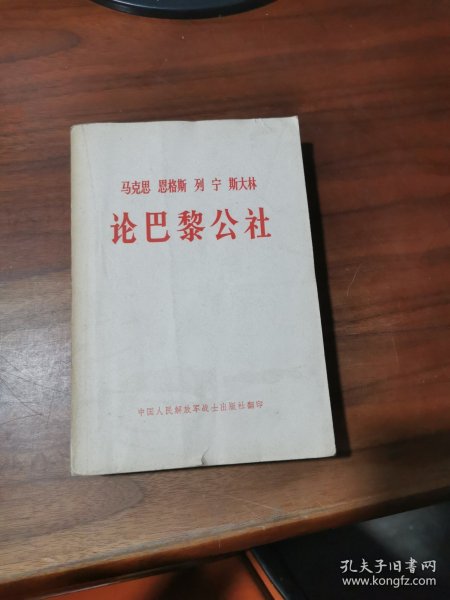 马克思 恩格斯 列宁 斯大林
论巴黎公社
中国人民解放军战士出版社翻印
孔夫子旧书网
www.kongfz.com